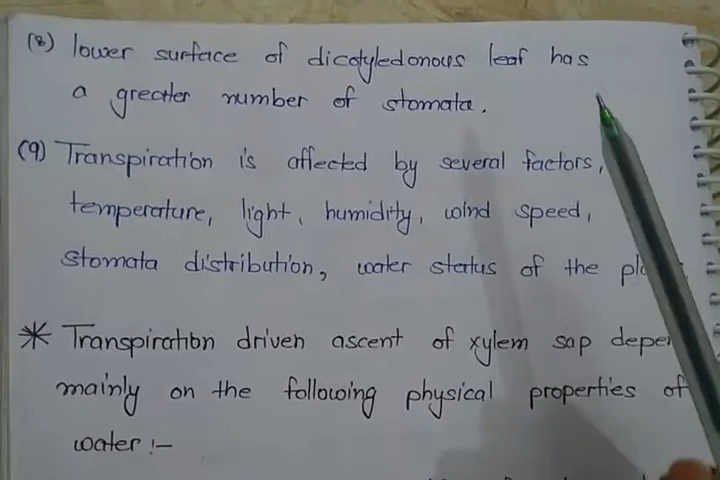 (8) lower surface of dicotyledonous leaf has
a greater number of stomata.
(9) Transpiration is affected by several factors,
temperature, light, humidity, wind speed,
stomata distribution, water status of the
* Transpiration driven ascent of xylem sap
mainly on the following physical properties of
water :-